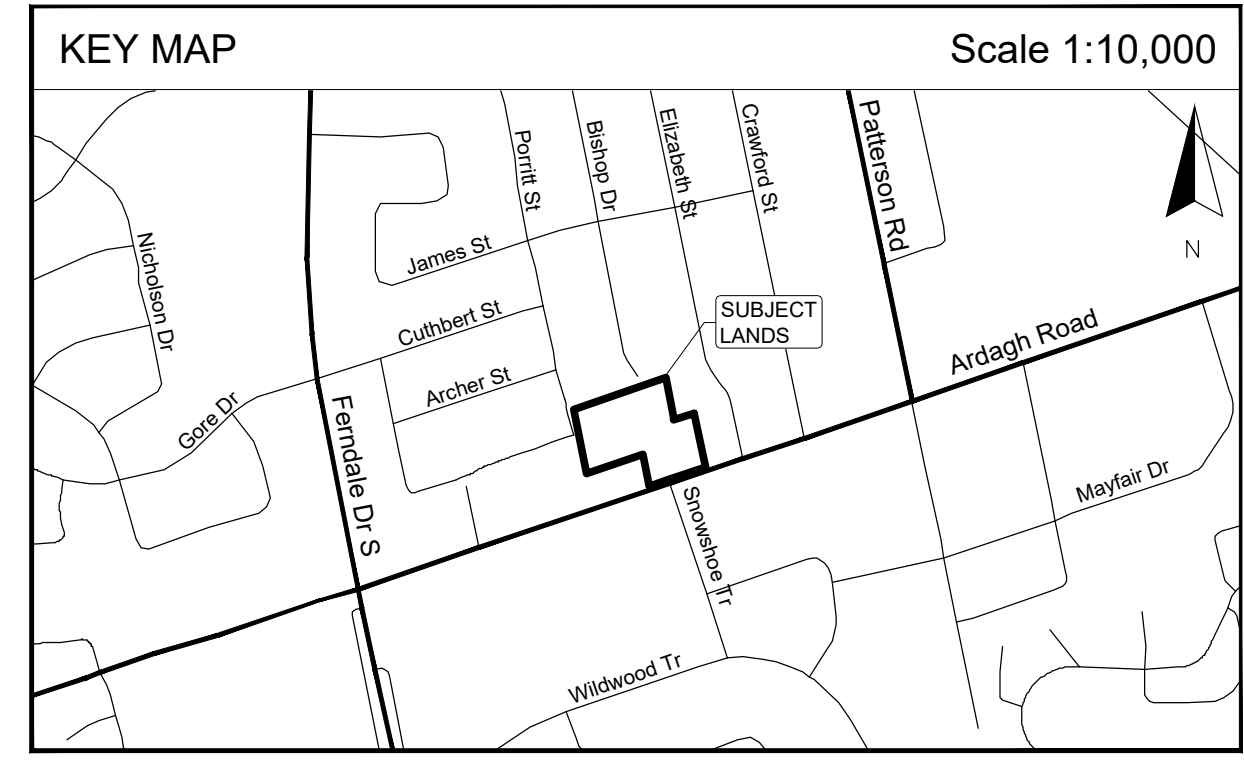 KEY MAP
Scale 1:10,000
Porritt St
Bishop Dr
Elizabeth St
Crawford St
Patterson Rd
N
Nicholson Dr
James St
Cuthbert St
SUBJECT
LANDS
Ardagh Road
Archer St
Gore Dr
Ferndale Dr S
Snowshoe Tr
Mayfair Dr
Wildwood Tr